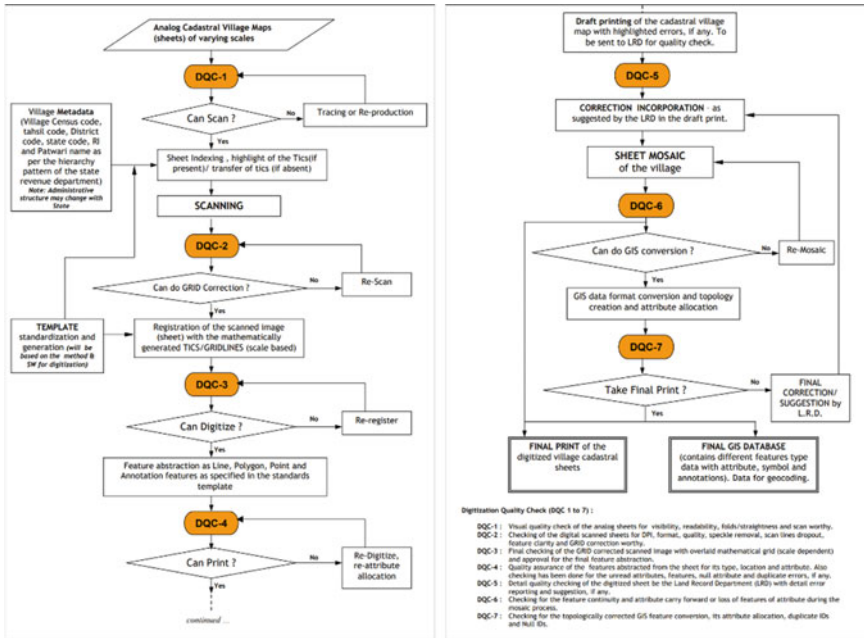 Analog Cadastral Village Maps
(sheets) of varying scales
DQC-1
Can Scan ?
No
Tracing or Re-production
Yes
Village Metadata
(Village Census code,
tahsil code, District
code, state code, RI
and Patwari name as
per the hierarchy
pattern of the state
revenue department)
Note: Administrative
structure may change with
State
Sheet Indexing , highlight of the Tics(if
present)/ transfer of tics (if absent)
SCANNING
DQC-2
Can do GRID Correction ?
No
Re-Scan
Yes
TEMPLATE
standardization and
generation (will be
based on the method &
SW for digitization)
Registration of the scanned image
(sheet) with the mathematically
generated TICS/GRIDLINES (scale based)
DQC-3
Can Digitize ?
No
Re-register
Yes
Feature abstraction as Line, Polygon, Point and
Annotation features as specified in the standards
template
DQC-4
Can Print ?
No
Re-Digitize,
re-attribute
allocation
Yes
continued ...
Draft printing of the cadastral village
map with highlighted errors, if any. To
be sent to LRD for quality check.
DQC-5
CORRECTION INCORPORATION - as
suggested by the LRD in the draft print.
SHEET MOSAIC
of the village
DQC-6
Can do GIS conversion ?
No
Re-Mosaic
Yes
GIS data format conversion and topology
creation and attribute allocation
DQC-7
Take Final Print ?
No
FINAL
CORRECTION/
SUGGESTION by
L.R.D.
Yes
FINAL PRINT of the
digitized village cadastral
sheets
FINAL GIS DATABASE
(contains different features type
data with attribute, symbol and
annotations). Data for geocoding.
Digitization Quality Check (DQC 1 to 7) :
DQC-1 : Visual quality check of the analog sheets for visibility, readability, folds/straightness and scan worthy.
DQC-2 : Checking of the digital scanned sheets for DPI, format, quality, speckle removal, scan lines dropout,
feature clarity and GRID correction worthy.
DQC-3 : Final checking of the GRID corrected scanned image with overlaid mathematical grid (scale dependent)
and approval for the final feature abstraction.
DQC-4 : Quality assurance of the features abstracted from the sheet for its type, location and attribute. Also
checking has been done for the unread attributes, features, null attribute and duplicate errors, if any.
DQC-5 : Detail quality checking of the digitized sheet be the Land Record Department (LRD) with detail error
reporting and suggestion, if any.
DQC-6 : Checking for the feature continuity and attribute carry forward or loss of features of attribute during the
mosaic process.
DQC-7 : Checking for the topologically corrected GIS feature conversion, its attribute allocation, duplicate IDs
and Null IDs.